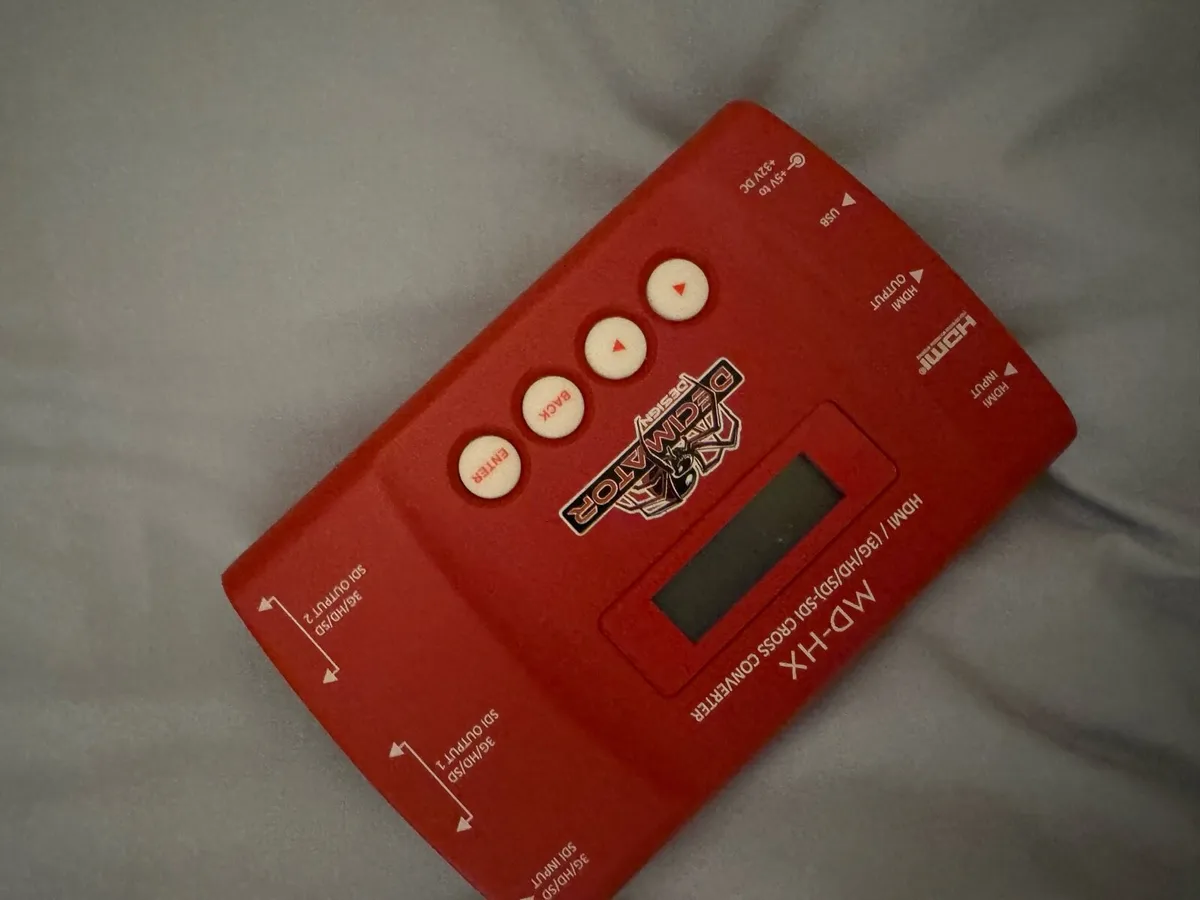 MD-HX
HDMI / (3G/HD/SD)-SDI CROSS CONVERTER
DECIMATOR
DESIGN
ENTER
BACK
HDMI
INPUT
HDMI®
HDMI
OUTPUT
USB
+5V to
+32V DC
3G/HD/SD
SDI INPUT
3G/HD/SD
SDI OUTPUT 1
3G/HD/SD
SDI OUTPUT 2